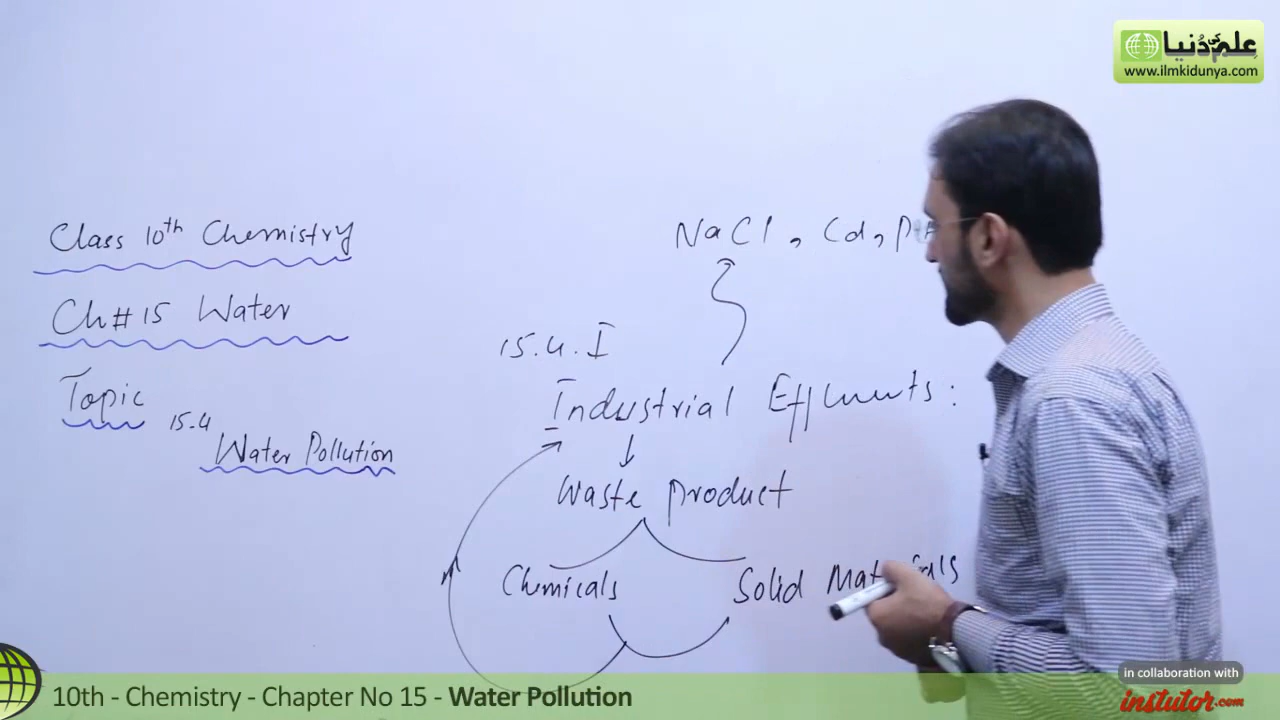 علم کی دُنیا
www.ilmkidunya.com
Class 10th Chemistry
Ch# 15 Water
Topic
15.4
Water Pollution
NaCl, Cd,
15.4.I
Industrial Effluents:
Waste product
Chemicals
Solid Materials
10th - Chemistry - Chapter No 15 - Water Pollution
in collaboration with
instutor.com